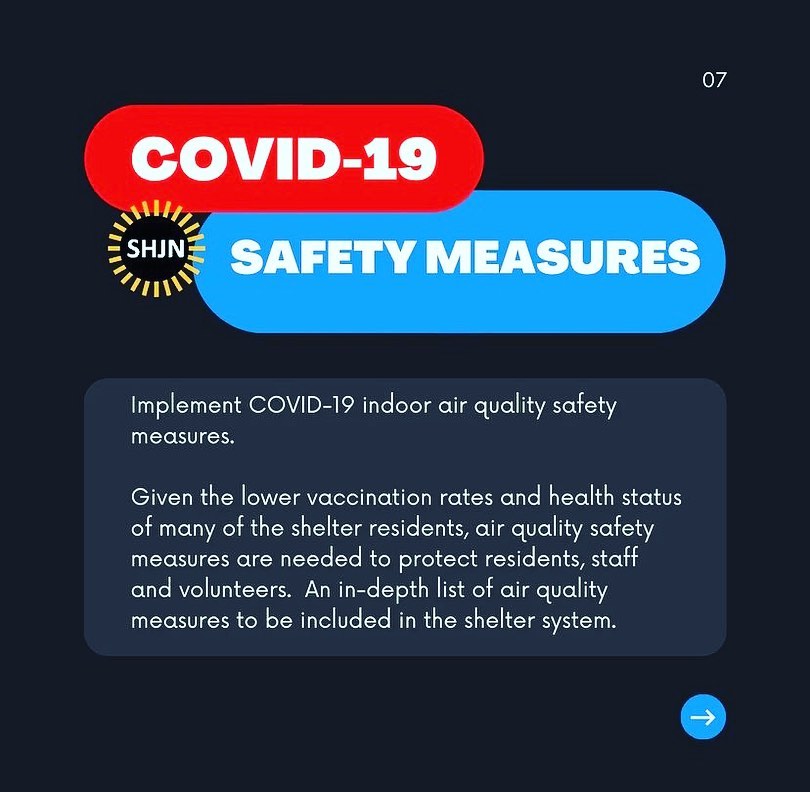 07
COVID-19
SHJN
SAFETY MEASURES
Implement COVID-19 indoor air quality safety
measures.
Given the lower vaccination rates and health status
of many of the shelter residents, air quality safety
measures are needed to protect residents, staff
and volunteers.  An in-depth list of air quality
measures to be included in the shelter system.